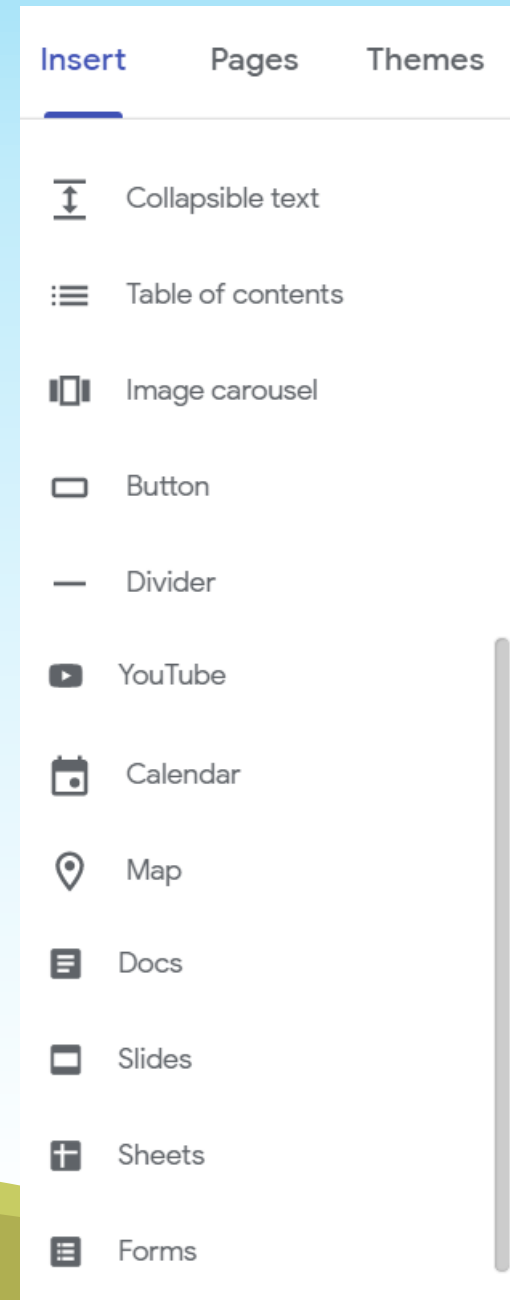 Insert Pages Themes
Collapsible text
Table of contents
Image carousel
Button
Divider
YouTube
Calendar
Map
Docs
Slides
Sheets
Forms